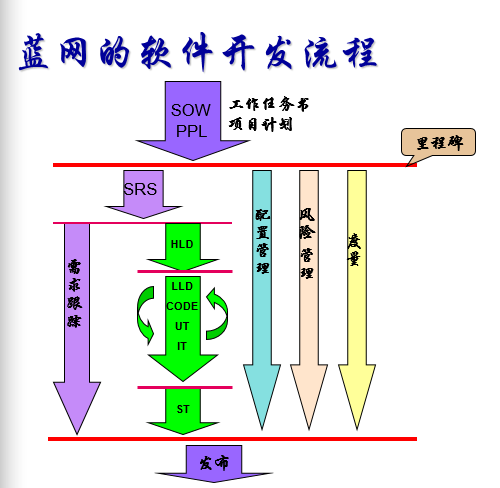 蓝网的软件开发流程
SOW
PPL
工作任务书
项目计划
里程碑
SRS
需求跟踪
HLD
LLD
CODE
UT
IT
ST
配置管理
风险管理
度量
发布